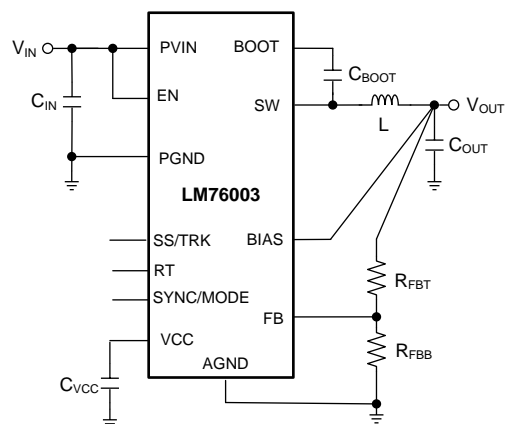 VIN
PVIN
BOOT
CBOOT
EN
CIN
SW
VOUT
L
COUT
PGND
LM76003
SS/TRK
BIAS
RT
RFBT
SYNC/MODE
FB
VCC
RFBB
AGND
CVCC